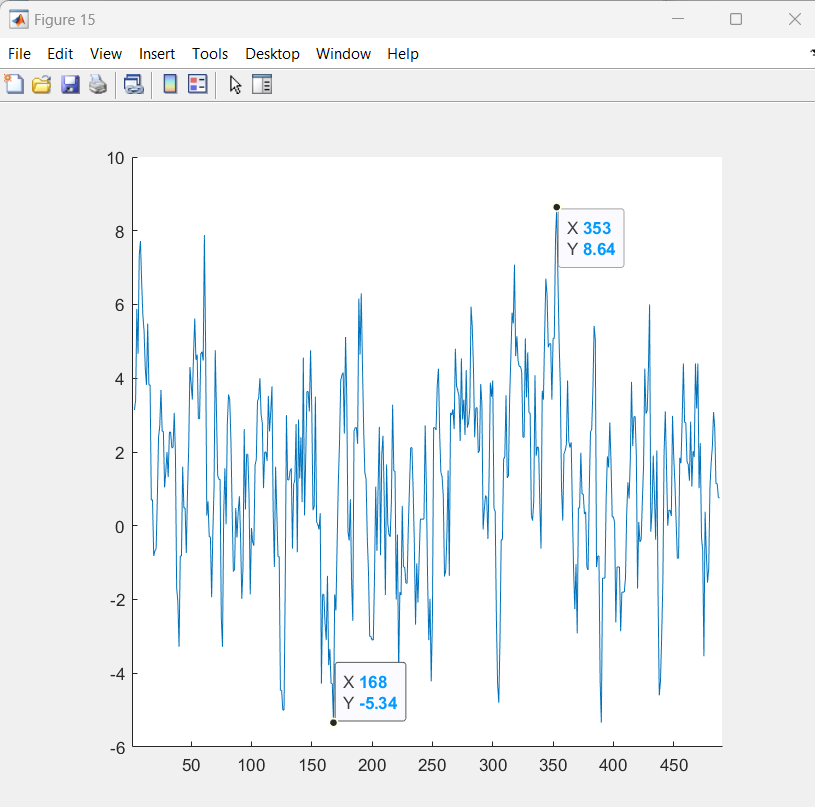 Figure 15
File Edit View Insert Tools Desktop Window Help
10
8
6
4
2
0
-2
-4
-6
X 353
Y 8.64
X 168
Y -5.34
50 100 150 200 250 300 350 400 450